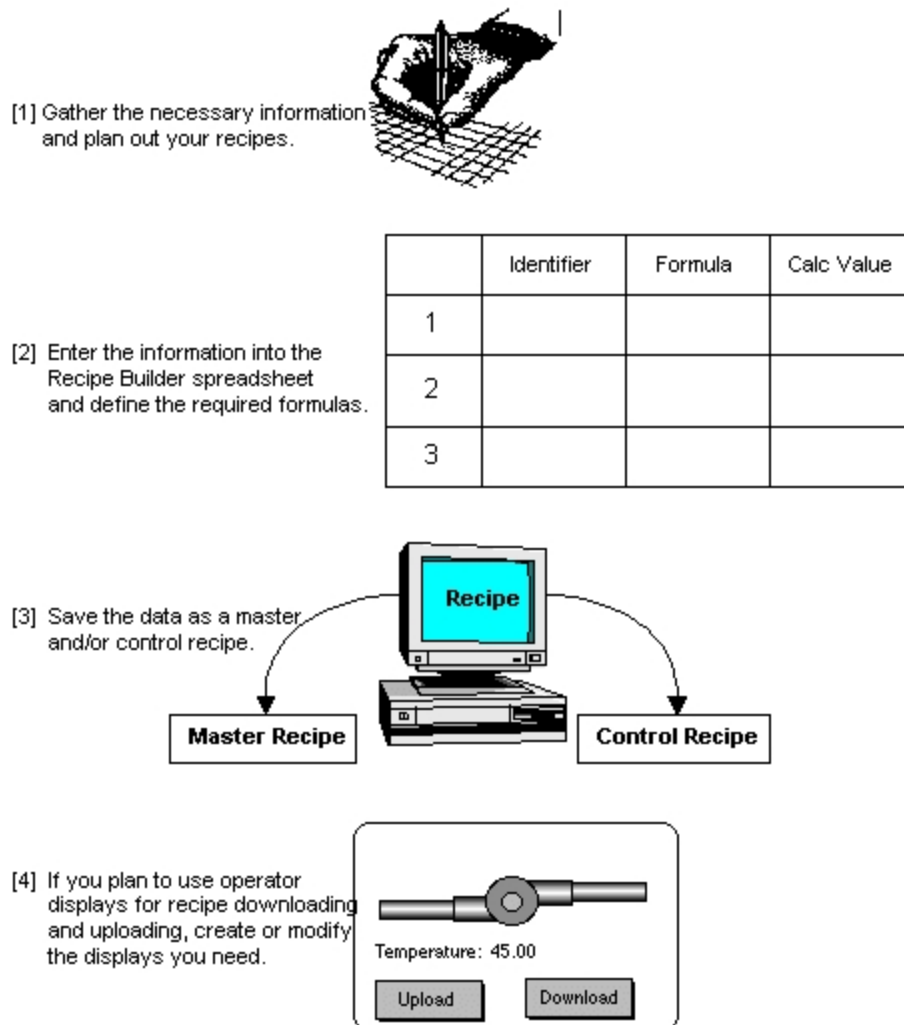 [1] Gather the necessary information
and plan out your recipes.
Identifier Formula Calc Value
1
2
3
[2] Enter the information into the
Recipe Builder spreadsheet
and define the required formulas.
Recipe
[3] Save the data as a master
and/or control recipe.
Master Recipe Control Recipe
[4] If you plan to use operator
displays for recipe downloading
and uploading, create or modify
the displays you need.
Temperature: 45.00
Upload Download